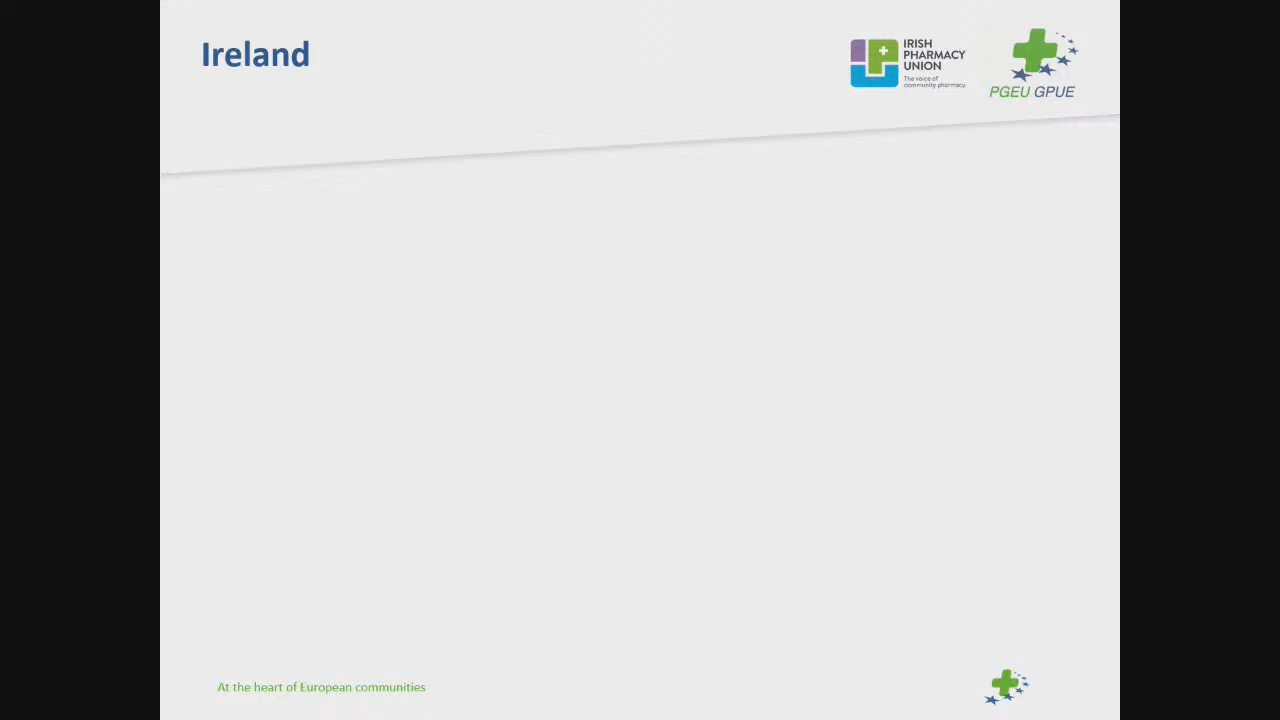 Ireland
IRISH
PHARMACY
UNION
The voice of
community pharmacy
PGEU GPUE
At the heart of European communities